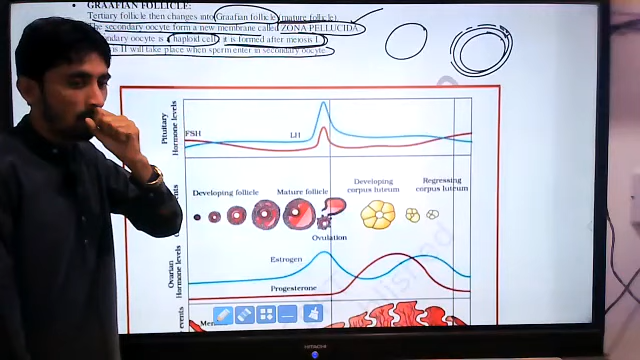 GRAAFIAN FOLLICLE:
Tertiary follicle then changes into Graafian follicle (mature follicle).
The secondary oocyte form a new membrane called ZONA PELLUCIDA
oocyte is haploid cell it is formed after meiosis I.
II will take place when sperm enter in secondary oocyte.
Pituitary
Hormone levels
FSH
LH
Developing follicle
Mature follicle
Developing
corpus luteum
Regressing
corpus luteum
Ovulation
Ovarian
Hormone levels
Estrogen
Progesterone
events
HITACHI